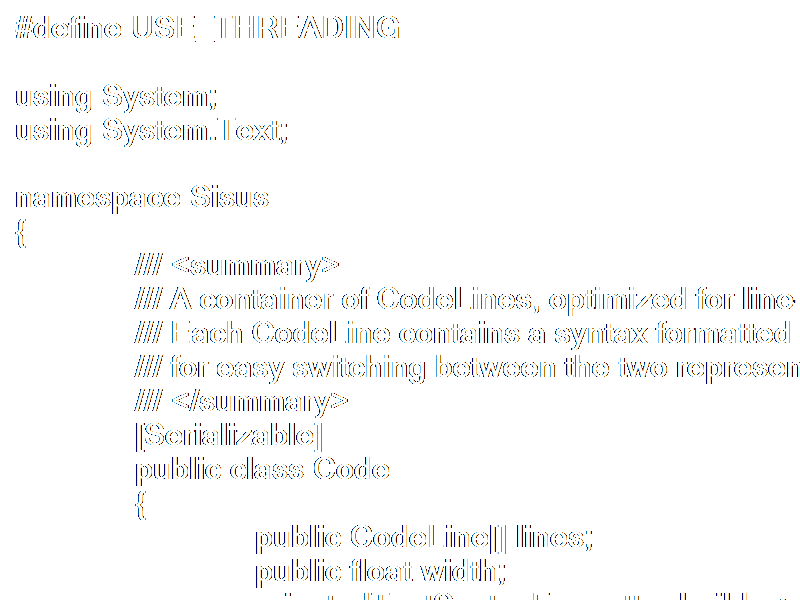 #define USE_THREADING
using System;
using System.Text;
namespace Sisus
{
/// <summary>
/// A container of CodeLines, optimized for line
/// Each CodeLine contains a syntax formatted
/// for easy switching between the two represen
/// </summary>
[Serializable]
public class Code
{
public CodeLine[] lines;
public float width;